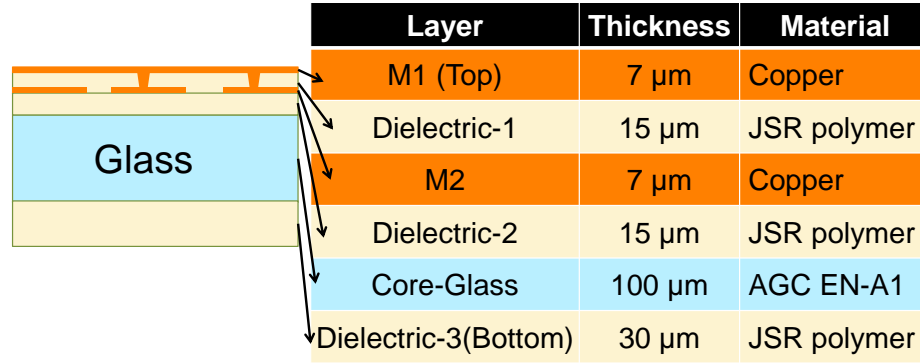 Glass
Layer Thickness Material
M1 (Top) 7 µm Copper
Dielectric-1 15 µm JSR polymer
M2 7 µm Copper
Dielectric-2 15 µm JSR polymer
Core-Glass 100 µm AGC EN-A1
Dielectric-3(Bottom) 30 µm JSR polymer